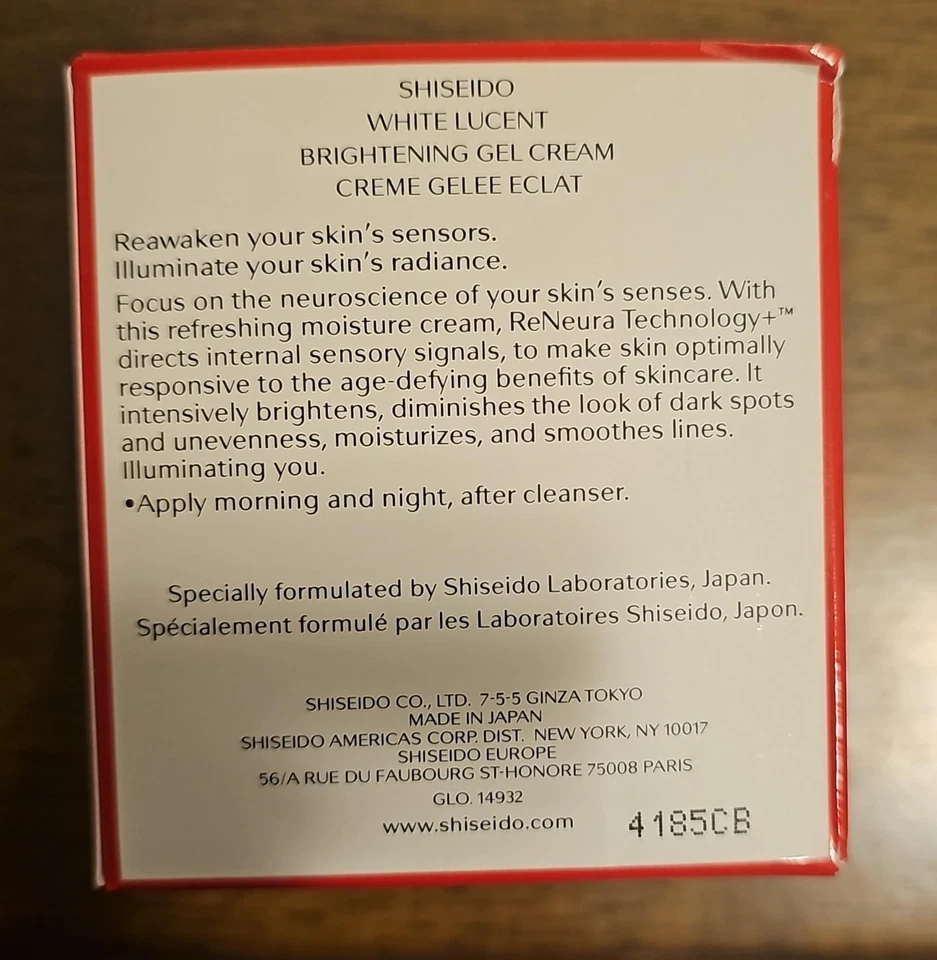 SHISEIDO
WHITE LUCENT
BRIGHTENING GEL CREAM
CREME GELEE ECLAT
Reawaken your skin's sensors.
Illuminate your skin's radiance.
Focus on the neuroscience of your skin's senses. With
this refreshing moisture cream, ReNeura Technology+™
directs internal sensory signals, to make skin optimally
responsive to the age-defying benefits of skincare. It
intensively brightens, diminishes the look of dark spots
and unevenness, moisturizes, and smoothes lines.
Illuminating you.
•Apply morning and night, after cleanser.
Specially formulated by Shiseido Laboratories, Japan.
Spécialement formulé par les Laboratoires Shiseido, Japon.
SHISEIDO CO., LTD. 7-5-5 GINZA TOKYO
MADE IN JAPAN
SHISEIDO AMERICAS CORP. DIST. NEW YORK, NY 10017
SHISEIDO EUROPE
56/A RUE DU FAUBOURG ST-HONORE 75008 PARIS
GLO. 14932
www.shiseido.com
4185CB